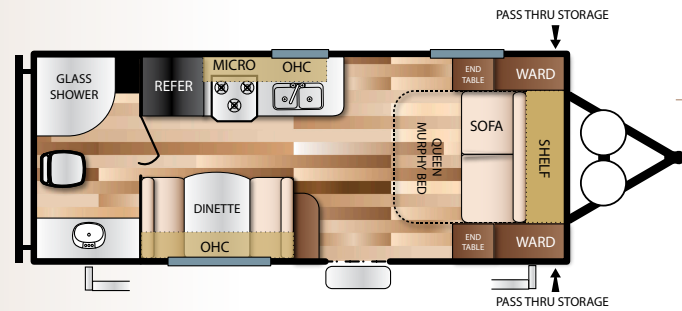 PASS THRU STORAGE
GLASS
SHOWER
REFER
MICRO
OHC
END
TABLE
WARD
SOFA
QUEEN
MURPHY BED
SHELF
DINETTE
OHC
END
TABLE
WARD
PASS THRU STORAGE